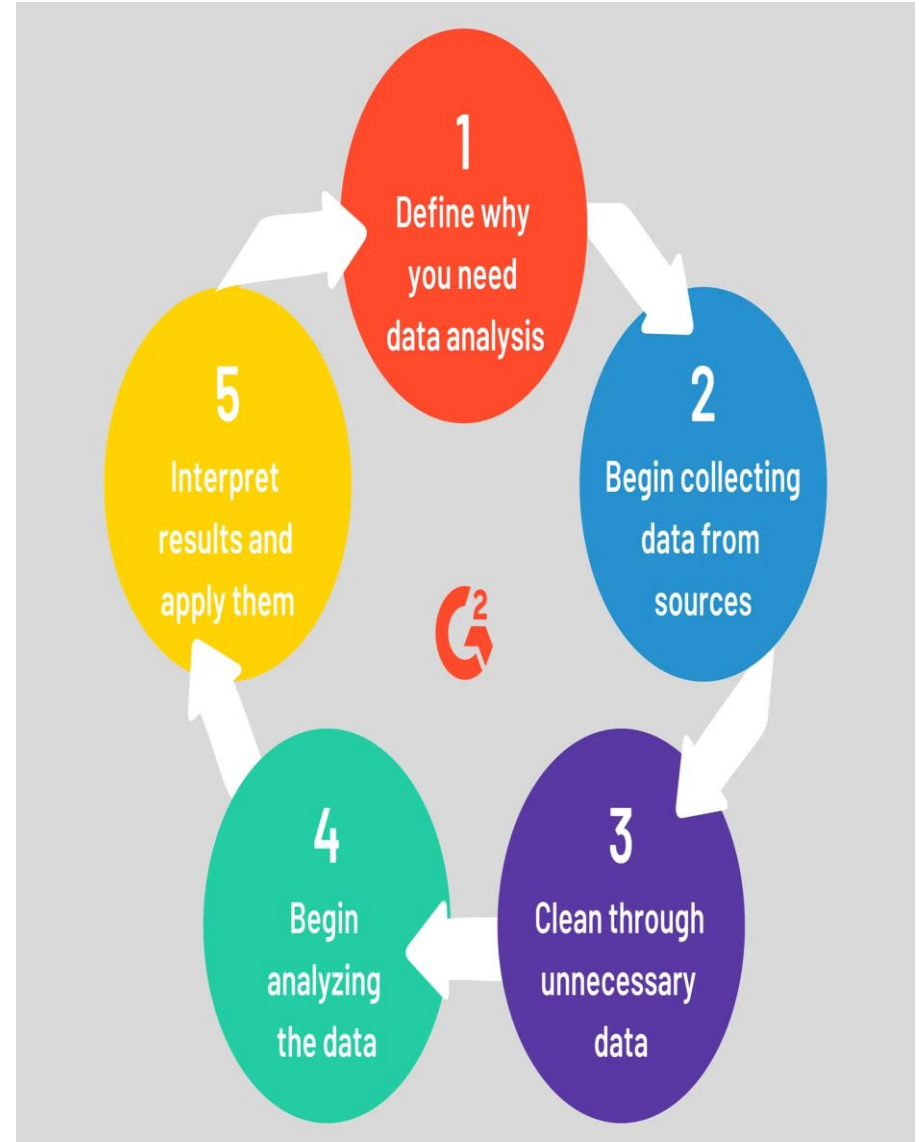 1
Define why
you need
data analysis
2
Begin collecting
data from
sources
3
Clean through
unnecessary
data
4
Begin
analyzing
the data
5
Interpret
results and
apply them
G2